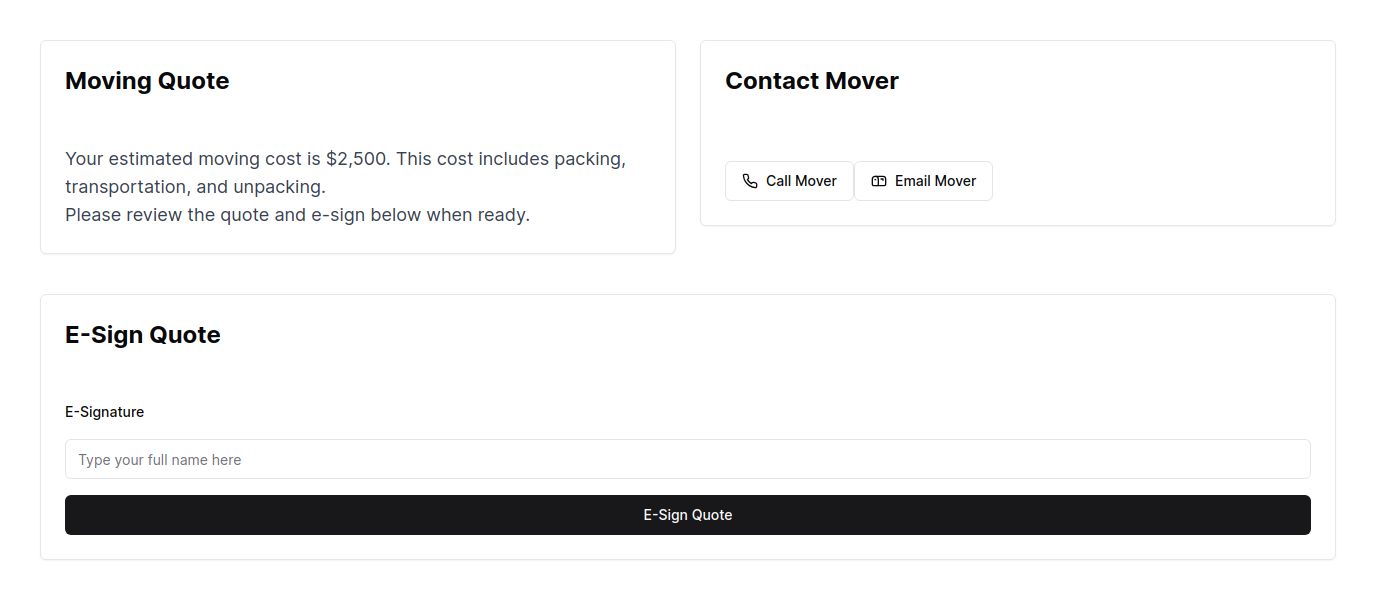 Moving Quote
Your estimated moving cost is $2,500. This cost includes packing,
transportation, and unpacking.
Please review the quote and e-sign below when ready.
Contact Mover
Call Mover
Email Mover
E-Sign Quote
E-Signature
Type your full name here
E-Sign Quote